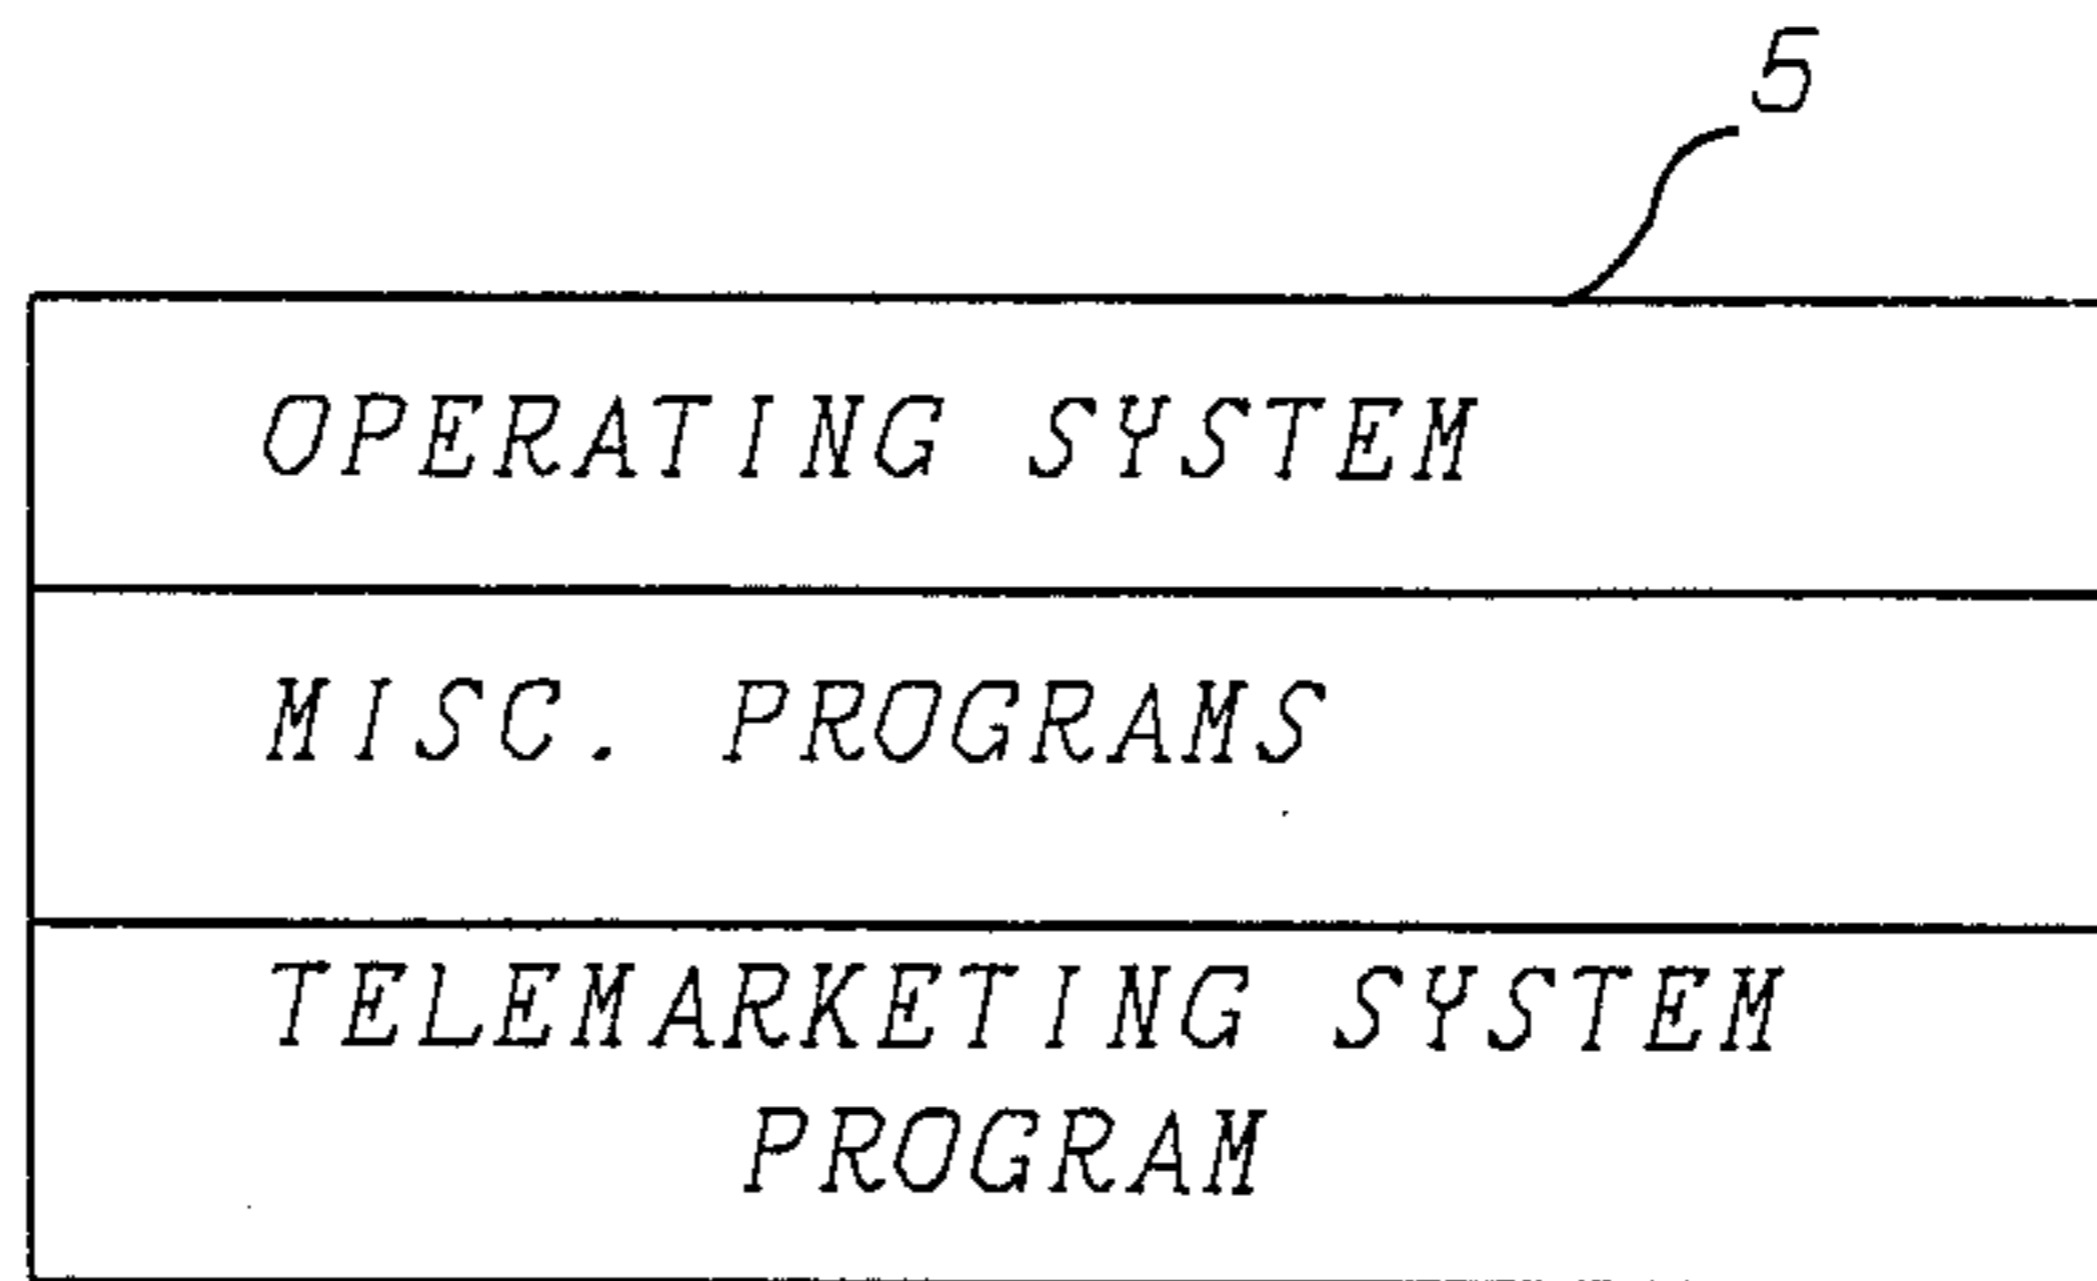 5
OPERATING SYSTEM
MISC. PROGRAMS
TELEMARKETING SYSTEM
PROGRAM